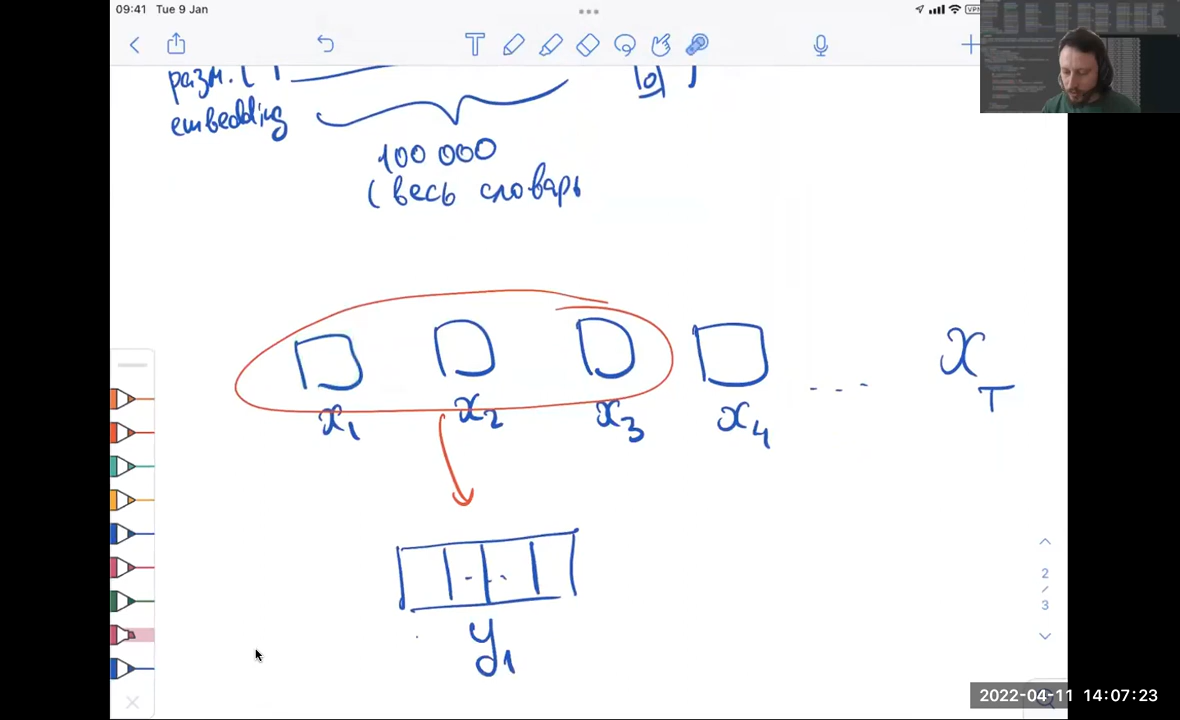 09:41 Tue 9 Jan
VPN
T
разм.
embedding
100 000
(весь словарь
x1 x2 x3 x4 ... xT
y1
2
/
3
2022-04-11 14:07:23